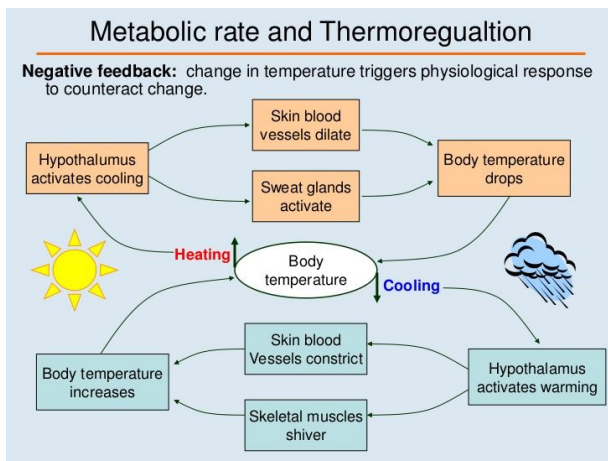 Metabolic rate and Thermoregualtion
Negative feedback: change in temperature triggers physiological response
to counteract change.
Skin blood
vessels dilate
Hypothalumus
activates cooling
Sweat glands
activate
Body temperature
drops
Heating
Body
temperature
Cooling
Skin blood
Vessels constrict
Body temperature
increases
Hypothalamus
activates warming
Skeletal muscles
shiver